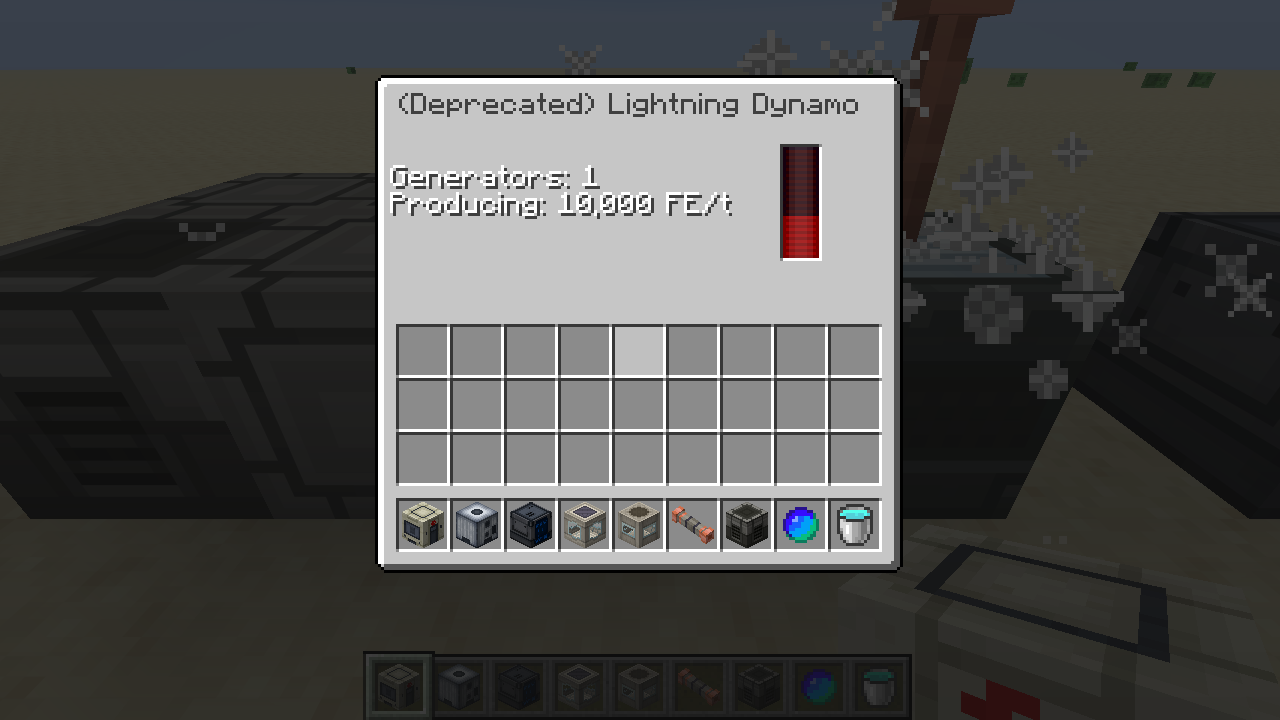 (Deprecated) Lightning Dynamo
Generators: 1
Producing: 10,000 FE/t